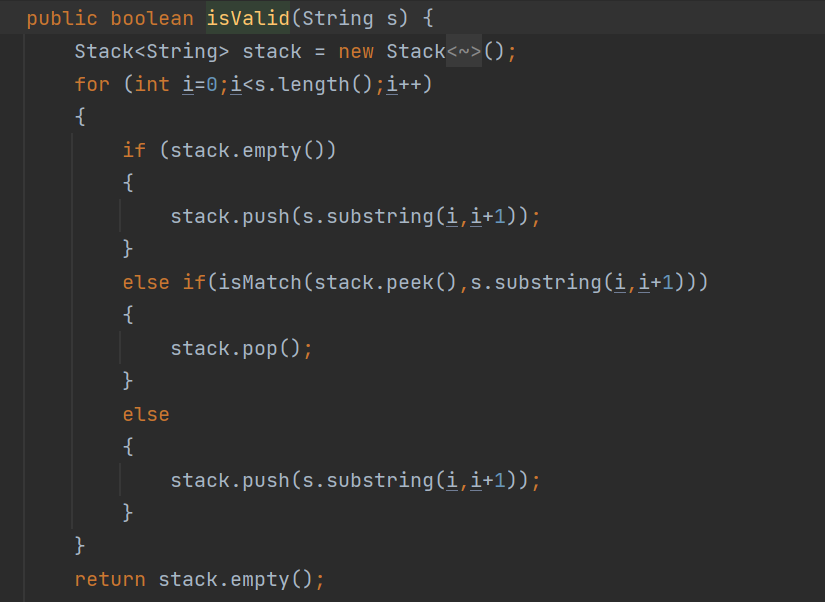 public boolean isValid(String s) {
    Stack<String> stack = new Stack<~>();
    for (int i=0;i<s.length();i++)
    {
        if (stack.empty())
        {
            stack.push(s.substring(i,i+1));
        }
        else if(isMatch(stack.peek(),s.substring(i,i+1)))
        {
            stack.pop();
        }
        else
        {
            stack.push(s.substring(i,i+1));
        }
    }
    return stack.empty();